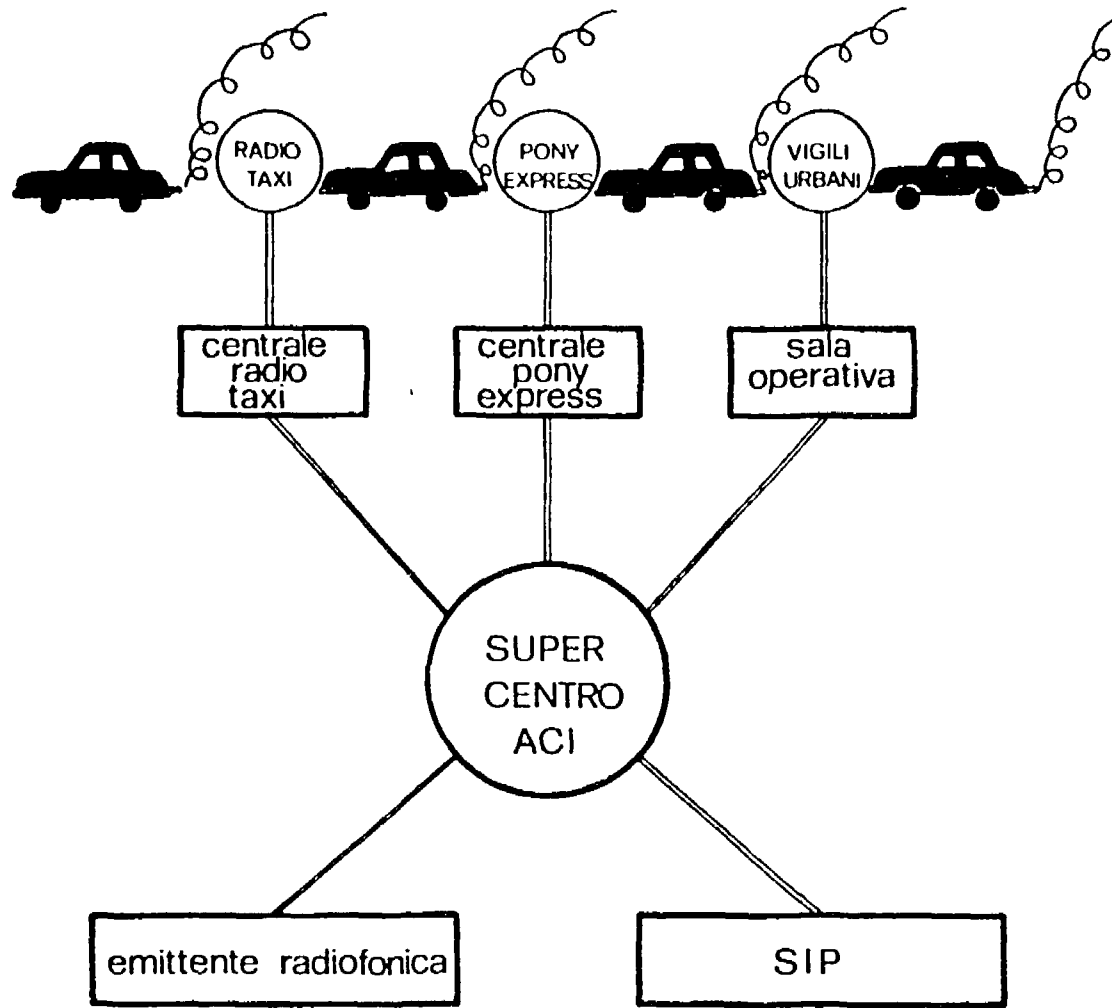 RADIO
TAXI
PONY
EXPRESS
VIGILI
URBANI
centrale
radio
taxi
centrale
pony
express
sala
operativa
SUPER
CENTRO
ACI
emittente radiofonica
SIP